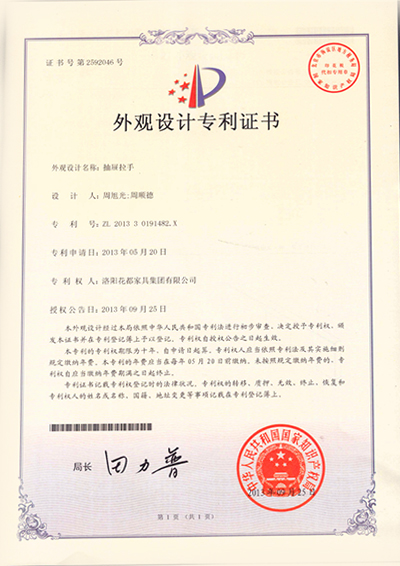 证书号第2592046号
外观设计专利证书
外观设计名称：抽屉拉手
设计人：周旭光;周顺德
专利号：ZL 2013 3 0191482.X
专利申请日：2013年05月20日
专利权人：洛阳花都家具集团有限公司
授权公告日：2013年09月25日
本外观设计经过本局依照中华人民共和国专利法进行初步审查，决定授予专利权，颁
发本证书并在专利登记簿上予以登记。专利权自授权公告之日起生效。
本专利的专利权期限为十年，自申请日起算。专利权人应当依照专利法及其实施细则
规定缴纳年费。本专利的年费应当在每年05月20日前缴纳。未按照规定缴纳年费的，专
利权自应当缴纳年费期满之日起终止。
专利证书记载专利权登记时的法律状况。专利权的转移、质押、无效、终止、恢复和
专利权人的姓名或名称、国籍、地址变更等事项记载在专利登记簿上。
局长 田力普
中华人民共和国国家知识产权局
2013年09月25日
第1页（共1页）